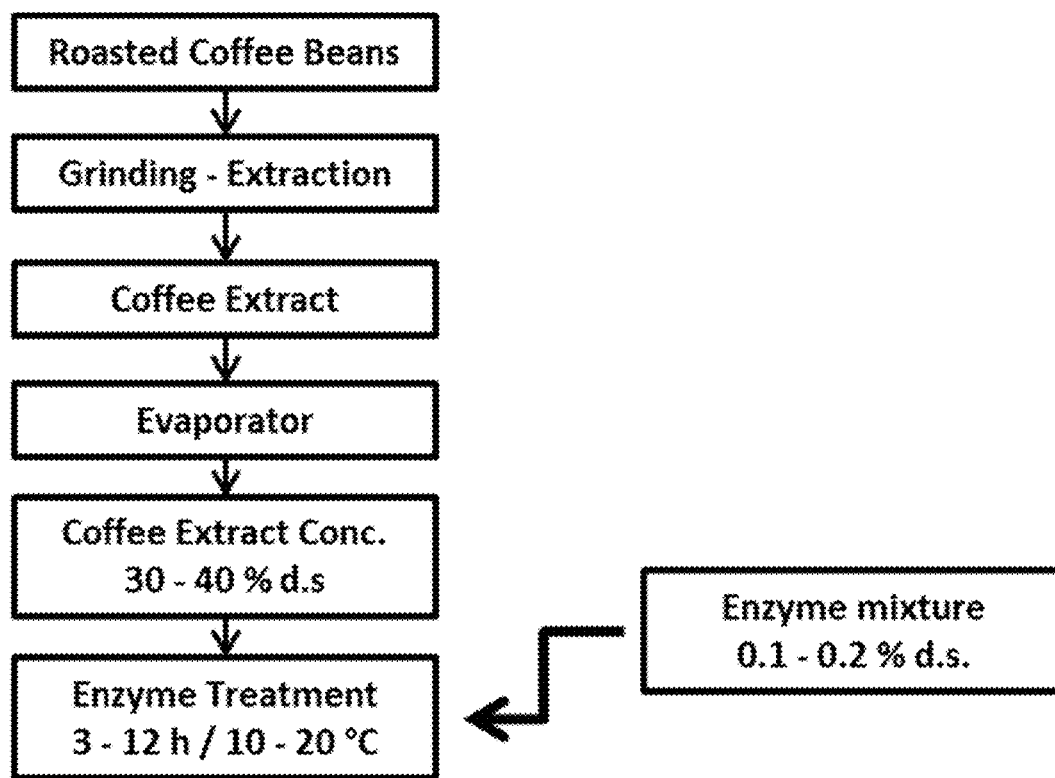 Roasted Coffee Beans
Grinding - Extraction
Coffee Extract
Evaporator
Coffee Extract Conc.
30 - 40 % d.s
Enzyme mixture
0.1 - 0.2 % d.s.
Enzyme Treatment
3 - 12 h / 10 - 20 °C